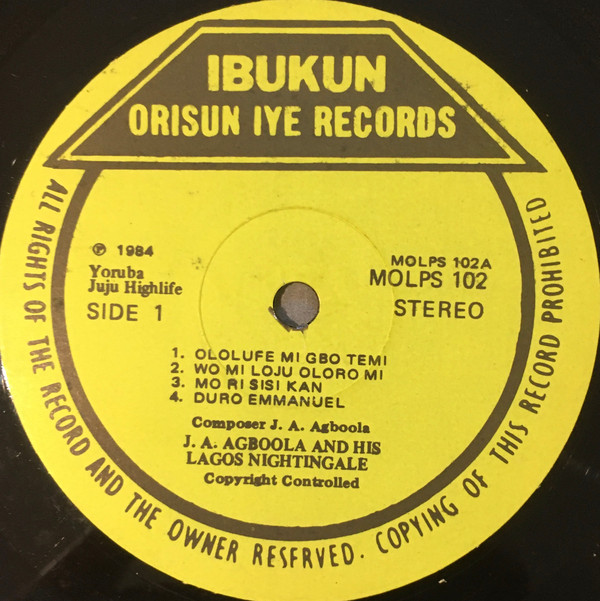 IBUKUN
ORISUN IYE RECORDS
℗ 1984
Yoruba
Juju Highlife
SIDE 1
MOLPS 102A
MOLPS 102
STEREO
1. OLOLUFE MI GBO TEMI
2. WO MI LOJU OLORO MI
3. MO RI SISI KAN
4. DURO EMMANUEL
Composer J. A. Agboola
J. A. AGBOOLA AND HIS
LAGOS NIGHTINGALE
Copyright Controlled
ALL RIGHTS OF THE RECORD AND THE OWNER RESFRVED. COPYING OF THIS RECORD PROHIBITED